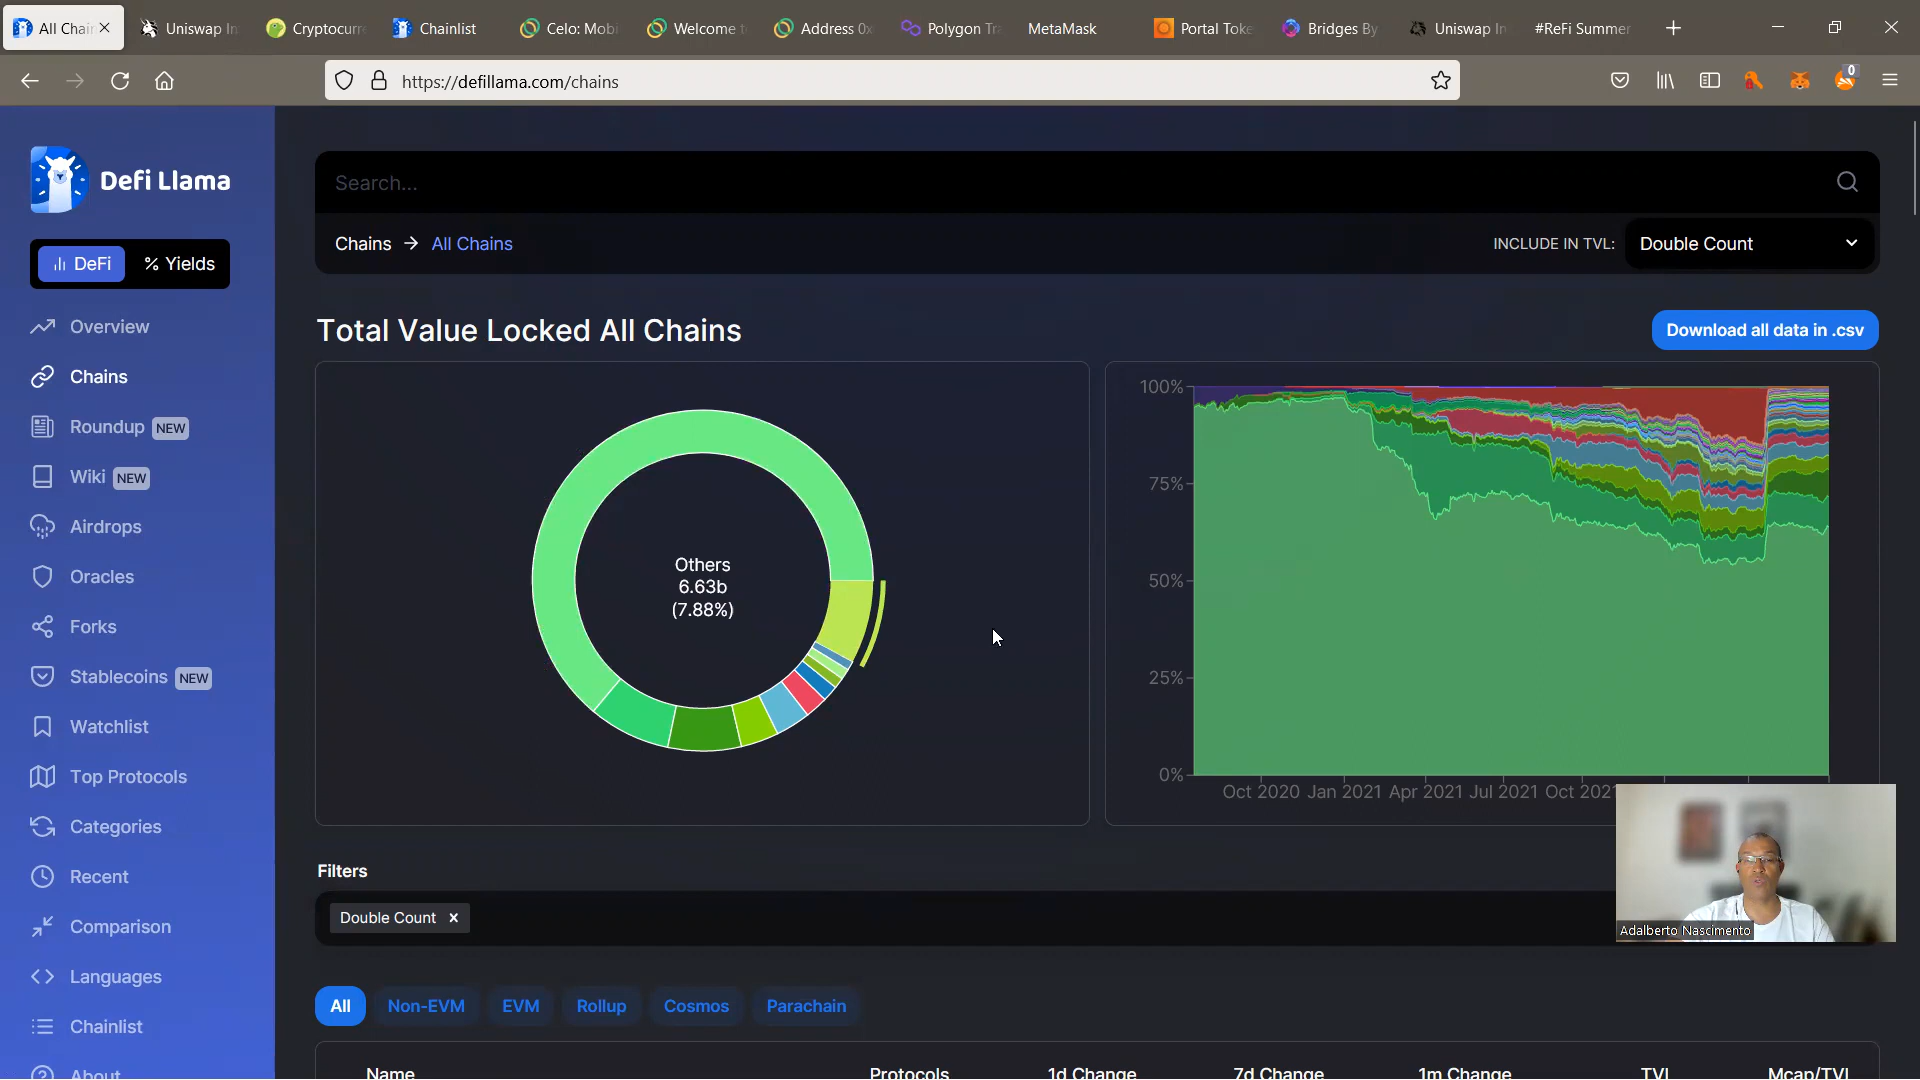 All Chai
Uniswap In
Cryptocurr
Chainlist
Celo: Mobi
Welcome t
Address 0x
Polygon Tra
MetaMask
Portal Toke
Bridges By
Uniswap In
#ReFi Summer
https://defillama.com/chains
0
Defi Llama
DeFi
% Yields
Overview
Chains
Roundup NEW
Wiki NEW
Airdrops
Oracles
Forks
Stablecoins NEW
Watchlist
Top Protocols
Categories
Recent
Comparison
Languages
Chainlist
About
Search...
Chains → All Chains
INCLUDE IN TVL: Double Count
Total Value Locked All Chains
Download all data in .csv
Others
6.63b
(7.88%)
100%
75%
50%
25%
0%
Oct 2020 Jan 2021 Apr 2021 Jul 2021 Oct 2021
Filters
Double Count ×
All Non-EVM EVM Rollup Cosmos Parachain
Name Protocols 1d Change 7d Change 1m Change TVL Mcap/TVL
Adalberto Nascimento